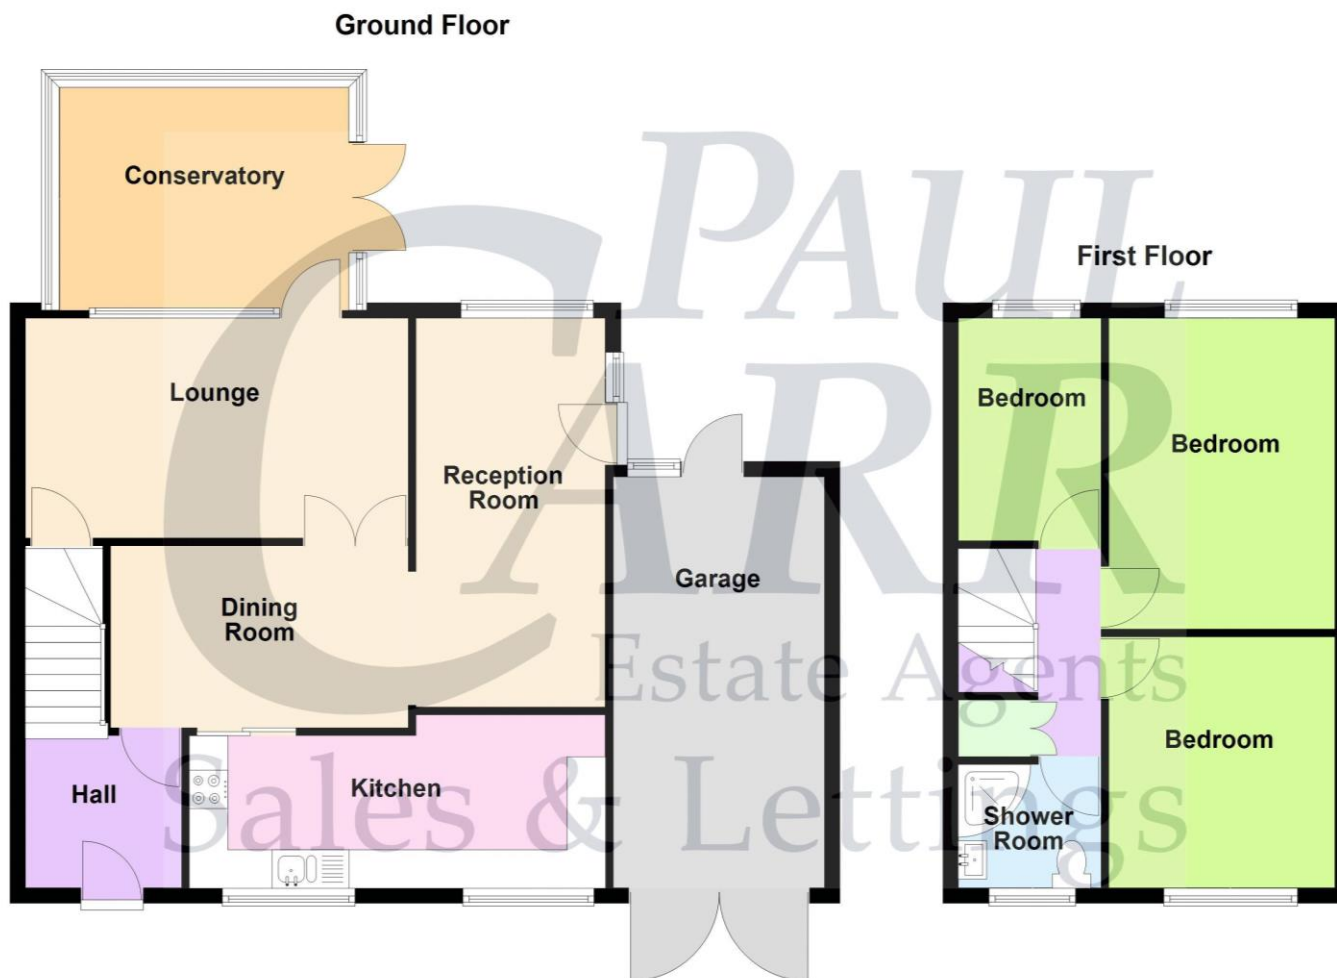 Ground Floor
Conservatory
PAUL
CARR
Estate Agents
Sales & Lettings
First Floor
Lounge
Reception
Room
Bedroom
Bedroom
Dining
Room
Garage
Bedroom
Hall
Kitchen
Shower
Room